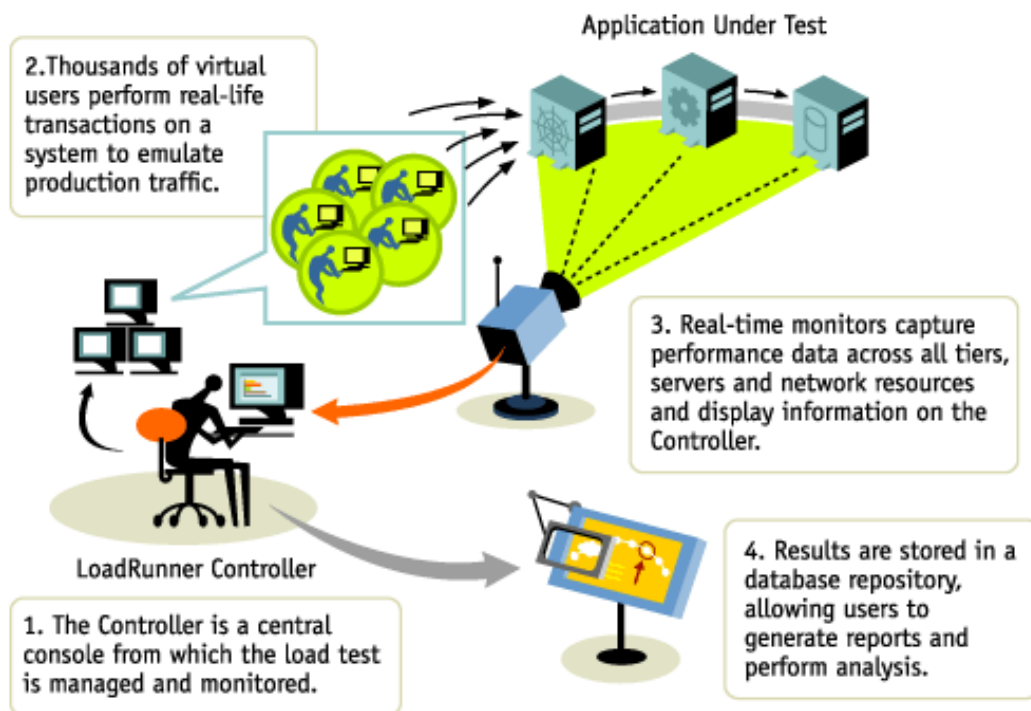 Application Under Test
2.Thousands of virtual
users perform real-life
transactions on a
system to emulate
production traffic.
3. Real-time monitors capture
performance data across all tiers,
servers and network resources
and display information on the
Controller.
LoadRunner Controller
1. The Controller is a central
console from which the load test
is managed and monitored.
4. Results are stored in a
database repository,
allowing users to
generate reports and
perform analysis.